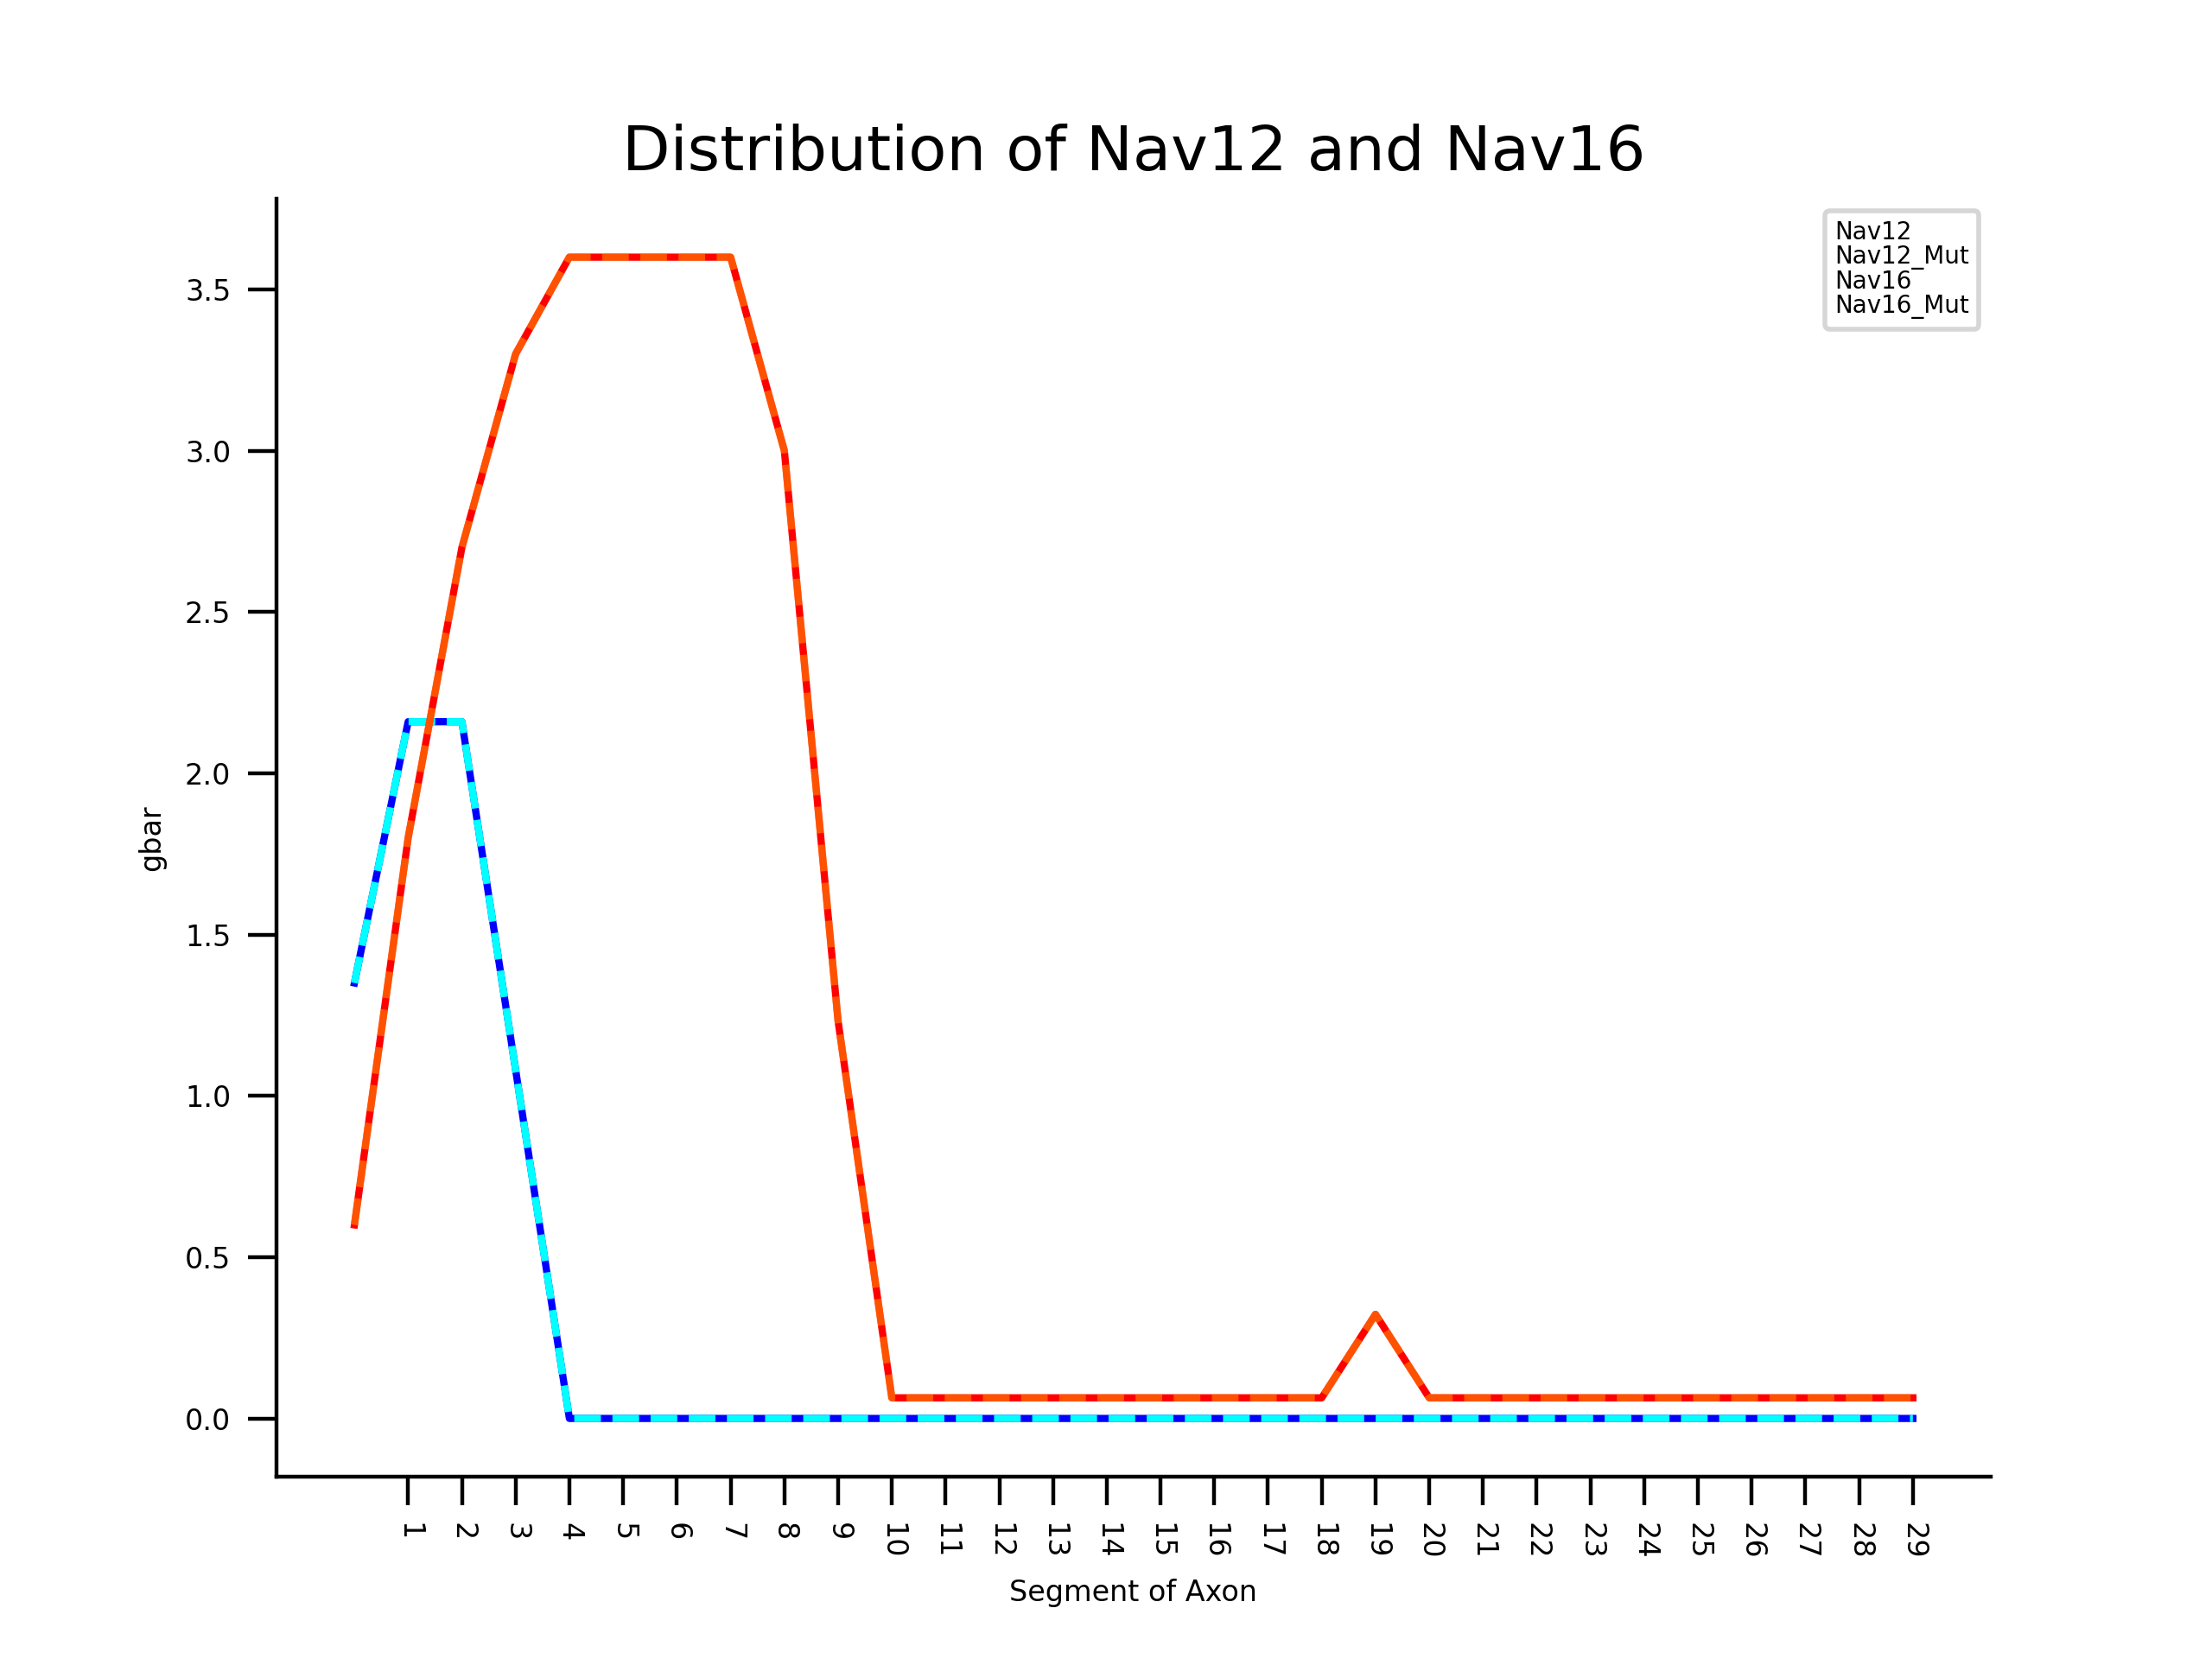 Distribution of Nav12 and Nav16
Nav12
Nav12_Mut
Nav16
Nav16_Mut
3.5
3.0
2.5
2.0
1.5
1.0
0.5
0.0
gbar
1 2 3 4 5 6 7 8 9 10 11 12 13 14 15 16 17 18 19 20 21 22 23 24 25 26 27 28 29
Segment of Axon